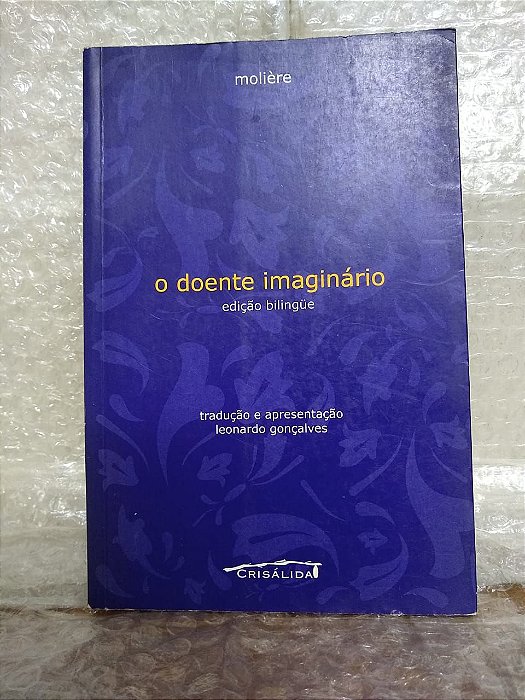 molière
o doente imaginário
edição bilingüe
tradução e apresentação
leonardo gonçalves
CRISÁLIDA